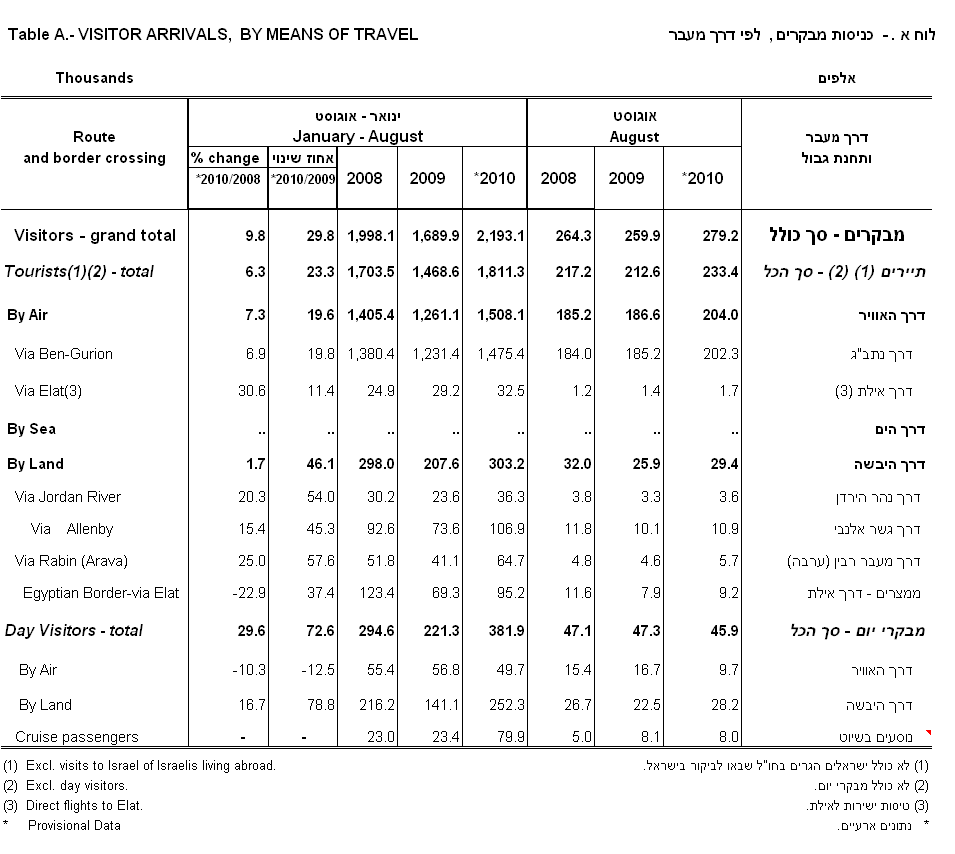 Table A.- VISITOR ARRIVALS, BY MEANS OF TRAVEL לוח א .- כניסות מבקרים, לפי דרך מעבר
Thousands אלפים
ינואר - אוגוסט אוגוסט
Route January - August August דרך מעבר
and border crossing % change אחוז שינוי ותחנת גבול
*2010/2008 *2010/2009 2008 2009 *2010 2008 2009 *2010
Visitors - grand total 9.8 29.8 1,998.1 1,689.9 2,193.1 264.3 259.9 279.2 מבקרים - סך כולל
Tourists(1)(2) - total 6.3 23.3 1,703.5 1,468.6 1,811.3 217.2 212.6 233.4 תיירים (1) (2) - סך הכל
By Air 7.3 19.6 1,405.4 1,261.1 1,508.1 185.2 186.6 204.0 דרך האוויר
Via Ben-Gurion 6.9 19.8 1,380.4 1,231.4 1,475.4 184.0 185.2 202.3 דרך נתב"ג
Via Elat(3) 30.6 11.4 24.9 29.2 32.5 1.2 1.4 1.7 דרך אילת (3)
By Sea .. .. .. .. .. .. .. .. דרך הים
By Land 1.7 46.1 298.0 207.6 303.2 32.0 25.9 29.4 דרך היבשה
Via Jordan River 20.3 54.0 30.2 23.6 36.3 3.8 3.3 3.6 דרך נהר הירדן
Via Allenby 15.4 45.3 92.6 73.6 106.9 11.8 10.1 10.9 דרך גשר אלנבי
Via Rabin (Arava) 25.0 57.6 51.8 41.1 64.7 4.8 4.6 5.7 דרך מעבר רבין (ערבה)
Egyptian Border-via Elat -22.9 37.4 123.4 69.3 95.2 11.6 7.9 9.2 ממצרים - דרך אילת
Day Visitors - total 29.6 72.6 294.6 221.3 381.9 47.1 47.3 45.9 מבקרי יום - סך הכל
By Air -10.3 -12.5 55.4 56.8 49.7 15.4 16.7 9.7 דרך האוויר
By Land 16.7 78.8 216.2 141.1 252.3 26.7 22.5 28.2 דרך היבשה
Cruise passengers - - 23.0 23.4 79.9 5.0 8.1 8.0 נוסעים בשיוט
(1) Excl. visits to Israel of Israelis living abroad. (1) לא כולל ישראלים הגרים בחו"ל שבאו לביקור בישראל.
(2) Excl. day visitors. (2) לא כולל מבקרי יום.
(3) Direct flights to Elat. (3) טיסות ישירות לאילת.
* Provisional Data * נתונים ארעיים.